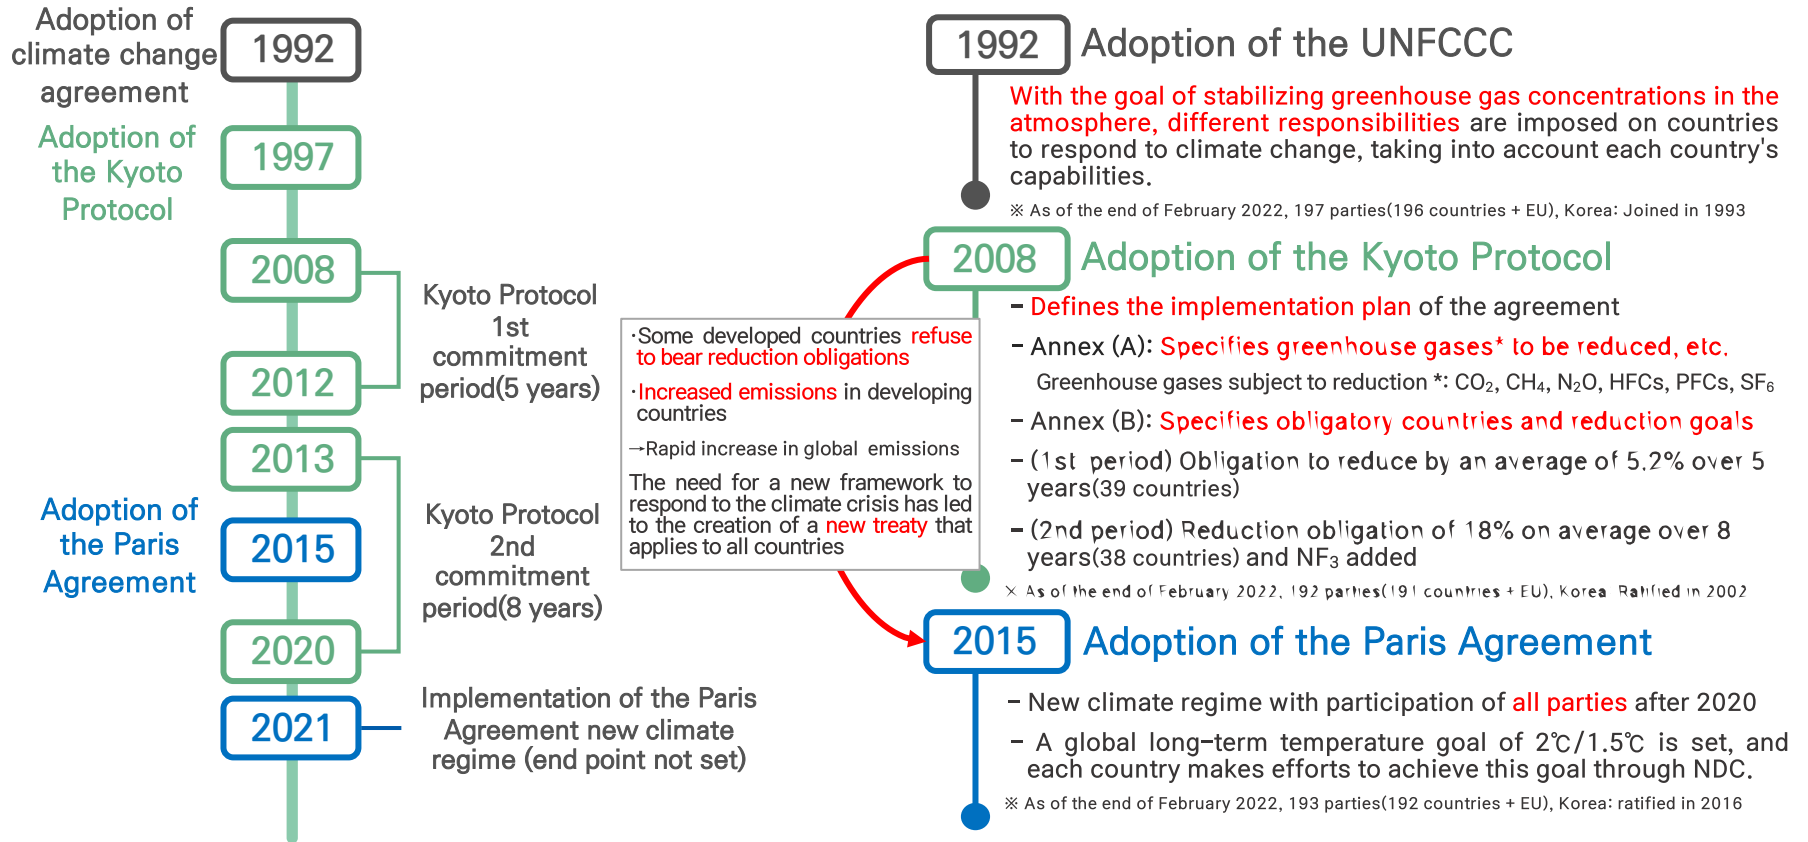 Adoption of
climate change
agreement
1992
Adoption of
the Kyoto
Protocol
1997
2008
Kyoto Protocol
1st
commitment
period(5 years)
2012
2013
Adoption of
the Paris
Agreement
2015
Kyoto Protocol
2nd
commitment
period(8 years)
2020
2021
Implementation of the Paris
Agreement new climate
regime (end point not set)
1992
Adoption of the UNFCCC
With the goal of stabilizing greenhouse gas concentrations in the
atmosphere, different responsibilities are imposed on countries
to respond to climate change, taking into account each country's
capabilities.
※ As of the end of February 2022, 197 parties(196 countries + EU), Korea: Joined in 1993
2008
Adoption of the Kyoto Protocol
– Defines the implementation plan of the agreement
– Annex (A): Specifies greenhouse gases* to be reduced, etc.
Greenhouse gases subject to reduction *: CO₂, CH₄, N₂O, HFCs, PFCs, SF₆
– Annex (B): Specifies obligatory countries and reduction goals
– (1st period) Obligation to reduce by an average of 5.2% over 5
years(39 countries)
– (2nd period) Reduction obligation of 18% on average over 8
years(38 countries) and NF₃ added
※ As of the end of February 2022, 192 parties(191 countries + EU), Korea: Ratified in 2002
·Some developed countries refuse
to bear reduction obligations
·Increased emissions in developing
countries
→Rapid increase in global emissions
The need for a new framework to
respond to the climate crisis has led
to the creation of a new treaty that
applies to all countries
2015
Adoption of the Paris Agreement
– New climate regime with participation of all parties after 2020
– A global long-term temperature goal of 2℃/1.5℃ is set, and
each country makes efforts to achieve this goal through NDC.
※ As of the end of February 2022, 193 parties(192 countries + EU), Korea: ratified in 2016